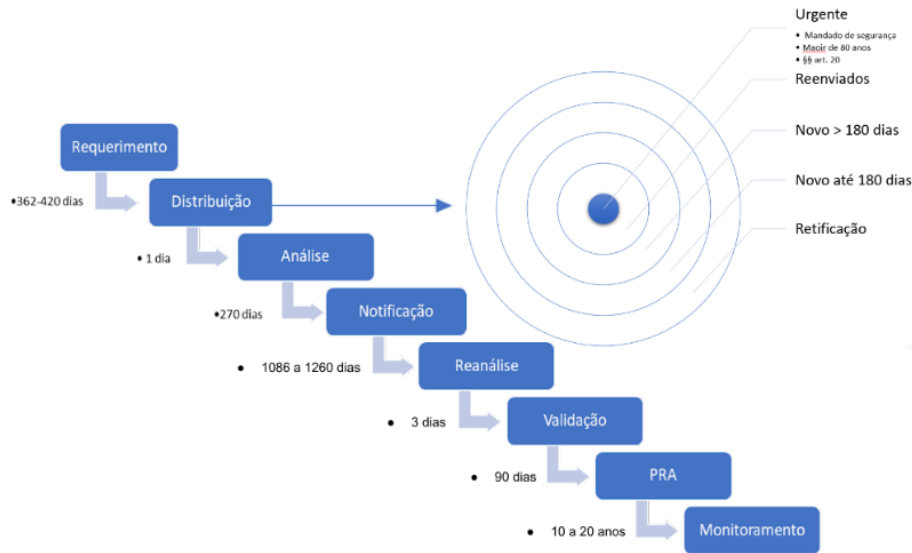 Urgente
• Mandado de segurança
• Maoir de 80 anos
• §§ art. 20
Reenviados
Novo > 180 dias
Novo até 180 dias
Retificação
Requerimento
•362-420 dias
Distribuição
• 1 dia
Análise
•270 dias
Notificação
• 1086 a 1260 dias
Reanálise
• 3 dias
Validação
• 90 dias
PRA
• 10 a 20 anos
Monitoramento